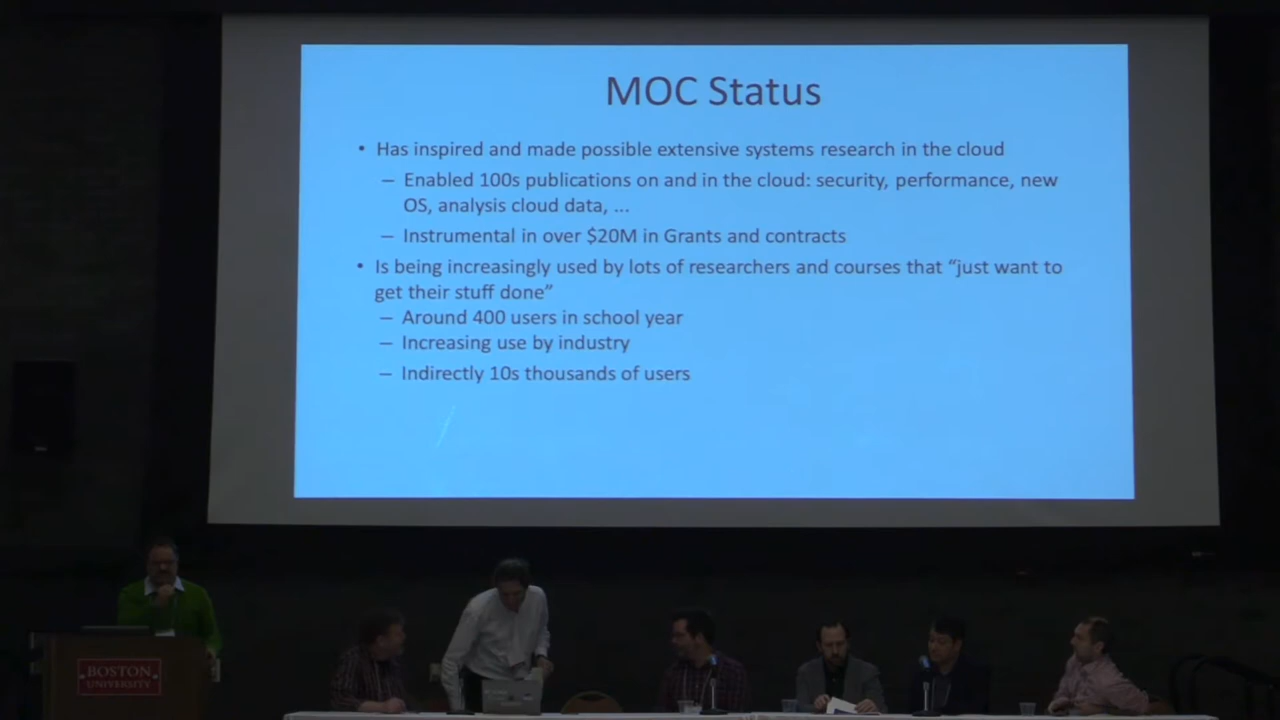 MOC Status
• Has inspired and made possible extensive systems research in the cloud
– Enabled 100s publications on and in the cloud: security, performance, new
OS, analysis cloud data, ...
– Instrumental in over $20M in Grants and contracts
• Is being increasingly used by lots of researchers and courses that “just want to
get their stuff done”
– Around 400 users in school year
– Increasing use by industry
– Indirectly 10s thousands of users
BOSTON
UNIVERSITY